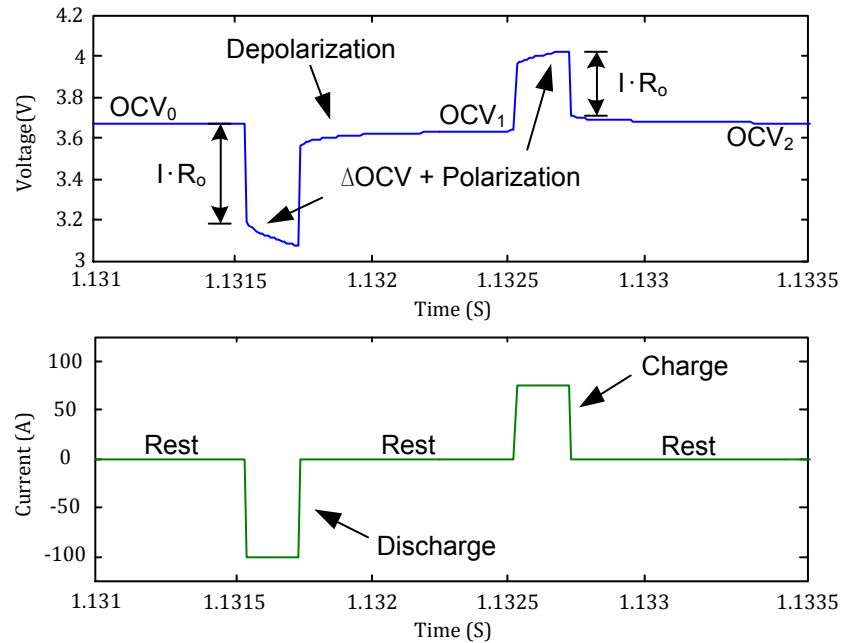 4.2
4
3.8
3.6
3.4
3.2
3
Voltage(V)
Depolarization
OCV₀
I·Rₒ
OCV₁
I·Rₒ
OCV₂
ΔOCV + Polarization
1.131 1.1315 1.132 1.1325 1.133 1.1335
Time (S)
100
50
0
-50
-100
Current (A)
Charge
Rest Rest Rest
Discharge
1.131 1.1315 1.132 1.1325 1.133 1.1335
Time (S)